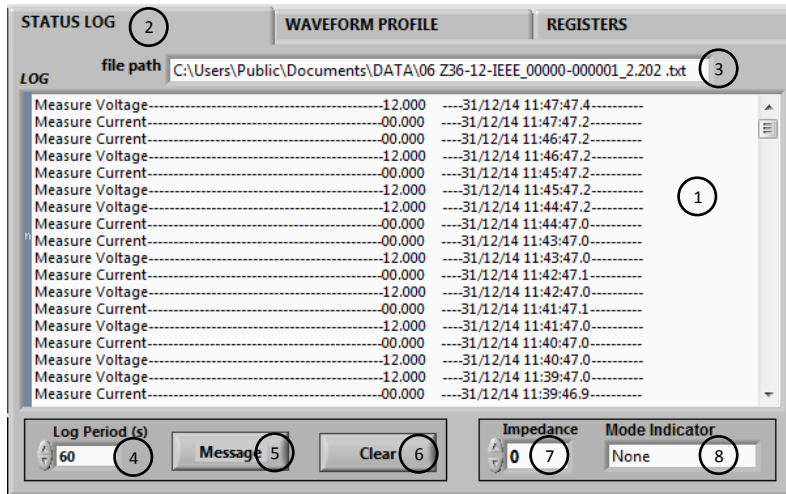 STATUS LOG 2 WAVEFORM PROFILE REGISTERS
LOG file path C:\Users\Public\Documents\DATA\06 Z36-12-IEEE_00000-000001_2.202 .txt 3
Measure Voltage-------------------------------------------12.000 ----31/12/14 11:47:47.4----------
Measure Current-------------------------------------------00.000 ----31/12/14 11:47:47.2----------
Measure Current-------------------------------------------00.000 ----31/12/14 11:46:47.2----------
Measure Voltage-------------------------------------------12.000 ----31/12/14 11:46:47.2----------
Measure Current-------------------------------------------00.000 ----31/12/14 11:45:47.2----------
Measure Voltage-------------------------------------------12.000 ----31/12/14 11:45:47.2----------
Measure Voltage-------------------------------------------12.000 ----31/12/14 11:44:47.2----------
Measure Current-------------------------------------------00.000 ----31/12/14 11:44:47.0----------
n Measure Current-------------------------------------------00.000 ----31/12/14 11:43:47.0----------
Measure Voltage-------------------------------------------12.000 ----31/12/14 11:43:47.0----------
Measure Current-------------------------------------------00.000 ----31/12/14 11:42:47.1----------
Measure Voltage-------------------------------------------12.000 ----31/12/14 11:42:47.0----------
Measure Current-------------------------------------------00.000 ----31/12/14 11:41:47.1----------
Measure Voltage-------------------------------------------12.000 ----31/12/14 11:41:47.0----------
Measure Current-------------------------------------------00.000 ----31/12/14 11:40:47.0----------
Measure Voltage-------------------------------------------12.000 ----31/12/14 11:40:47.0----------
Measure Voltage-------------------------------------------12.000 ----31/12/14 11:39:47.0----------
Measure Current-------------------------------------------00.000 ----31/12/14 11:39:46.9----------
1
Log Period (s) Impedance Mode Indicator
60 4 Message 5 Clear 6 0 7 None 8